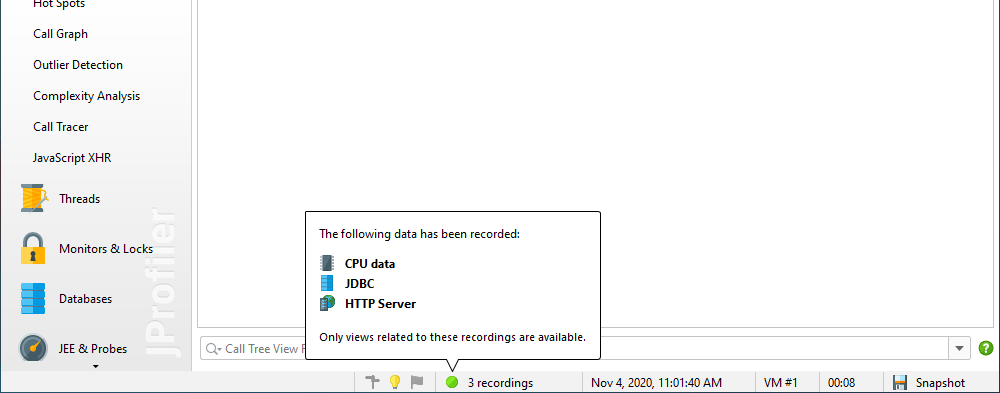 Hot Spots
Call Graph
Outlier Detection
Complexity Analysis
Call Tracer
JavaScript XHR
Threads
Monitors & Locks
Databases
JEE & Probes
JProfiler
The following data has been recorded:
CPU data
JDBC
HTTP Server
Only views related to these recordings are available.
Call Tree View F
?
3 recordings
Nov 4, 2020, 11:01:40 AM
VM #1
00:08
Snapshot